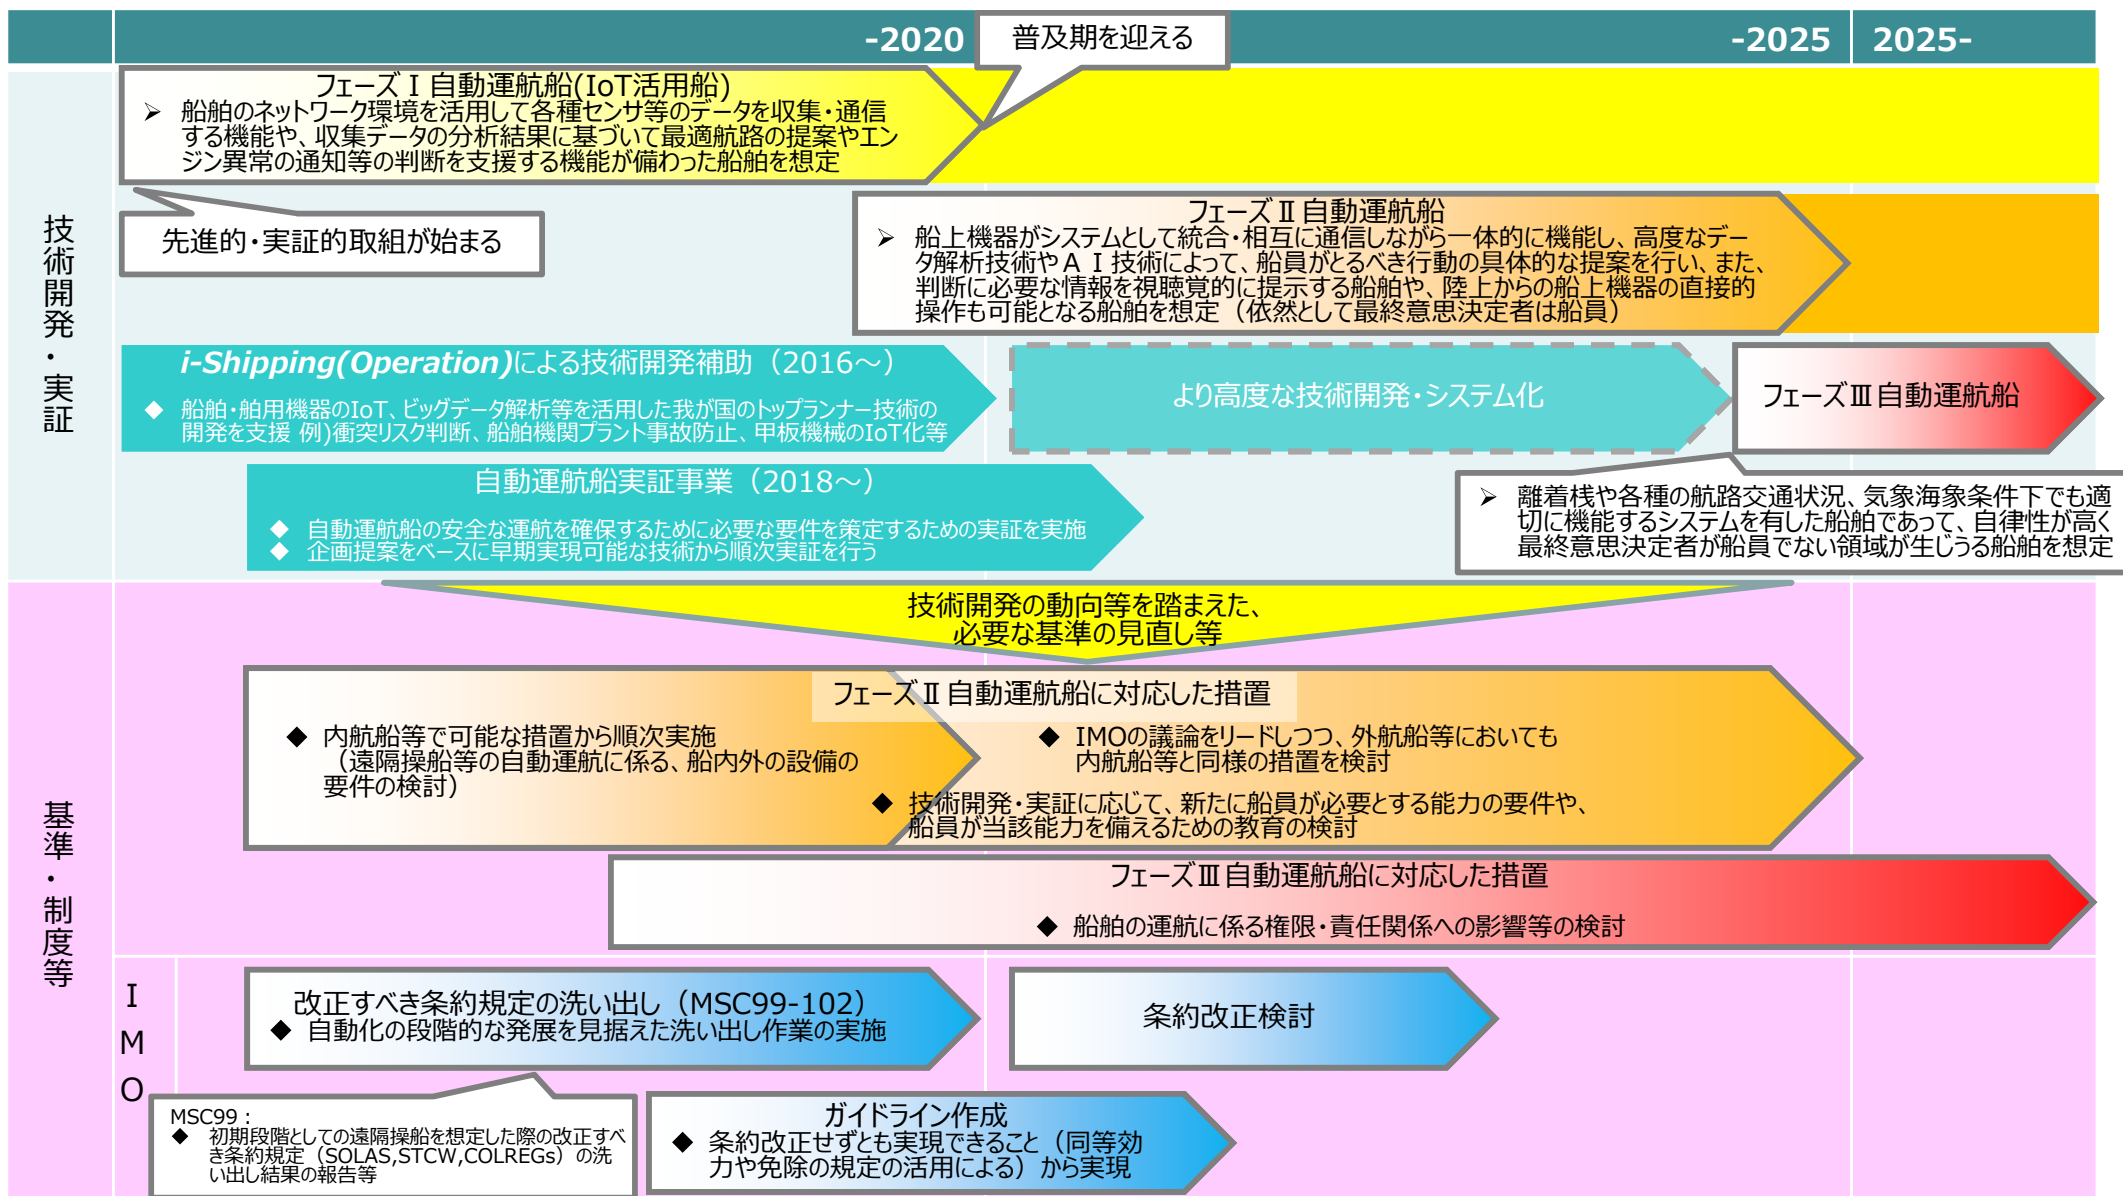 -2020
普及期を迎える
-2025
2025-
技術開発・実証
フェーズⅠ自動運航船(IoT活用船)
➢ 船舶のネットワーク環境を活用して各種センサ等のデータを収集・通信
する機能や、収集データの分析結果に基づいて最適航路の提案やエン
ジン異常の通知等の判断を支援する機能が備わった船舶を想定
先進的・実証的取組が始まる
フェーズⅡ自動運航船
➢ 船上機器がシステムとして統合・相互に通信しながら一体的に機能し、高度なデー
タ解析技術やＡＩ技術によって、船員がとるべき行動の具体的な提案を行い、また、
判断に必要な情報を視聴覚的に提示する船舶や、陸上からの船上機器の直接的
操作も可能となる船舶を想定（依然として最終意思決定者は船員）
i-Shipping(Operation)による技術開発補助（2016～）
◆ 船舶・舶用機器のIoT、ビッグデータ解析等を活用した我が国のトップランナー技術の
開発を支援 例)衝突リスク判断、船舶機関プラント事故防止、甲板機械のIoT化等
より高度な技術開発・システム化
フェーズⅢ自動運航船
自動運航船実証事業（2018～）
◆ 自動運航船の安全な運航を確保するために必要な要件を策定するための実証を実施
◆ 企画提案をベースに早期実現可能な技術から順次実証を行う
➢ 離着桟や各種の航路交通状況、気象海象条件下でも適
切に機能するシステムを有した船舶であって、自律性が高く
最終意思決定者が船員でない領域が生じうる船舶を想定
基準・制度等
技術開発の動向等を踏まえた、
必要な基準の見直し等
フェーズⅡ自動運航船に対応した措置
◆ 内航船等で可能な措置から順次実施
（遠隔操船等の自動運航に係る、船内外の設備の
要件の検討）
◆ IMOの議論をリードしつつ、外航船等においても
内航船等と同様の措置を検討
◆ 技術開発・実証に応じて、新たに船員が必要とする能力の要件や、
船員が当該能力を備えるための教育の検討
フェーズⅢ自動運航船に対応した措置
◆ 船舶の運航に係る権限・責任関係への影響等の検討
ＩＭＯ
改正すべき条約規定の洗い出し（MSC99-102）
◆ 自動化の段階的な発展を見据えた洗い出し作業の実施
条約改正検討
MSC99：
◆ 初期段階としての遠隔操船を想定した際の改正すべ
き条約規定（SOLAS,STCW,COLREGs）の洗
い出し結果の報告等
ガイドライン作成
◆ 条約改正せずとも実現できること（同等効
力や免除の規定の活用による）から実現